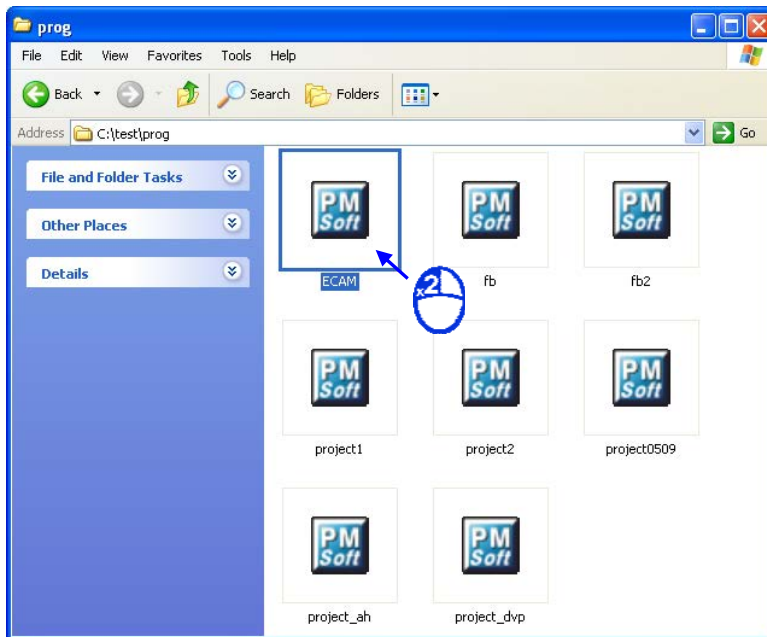 prog
File Edit View Favorites Tools Help
Back Search Folders
Address C:\test\prog Go
File and Folder Tasks
Other Places
Details
PM Soft
PM Soft
PM Soft
ECAM fb fb2
x2
PM Soft
PM Soft
PM Soft
project1 project2 project0509
PM Soft
PM Soft
project_ah project_dvp